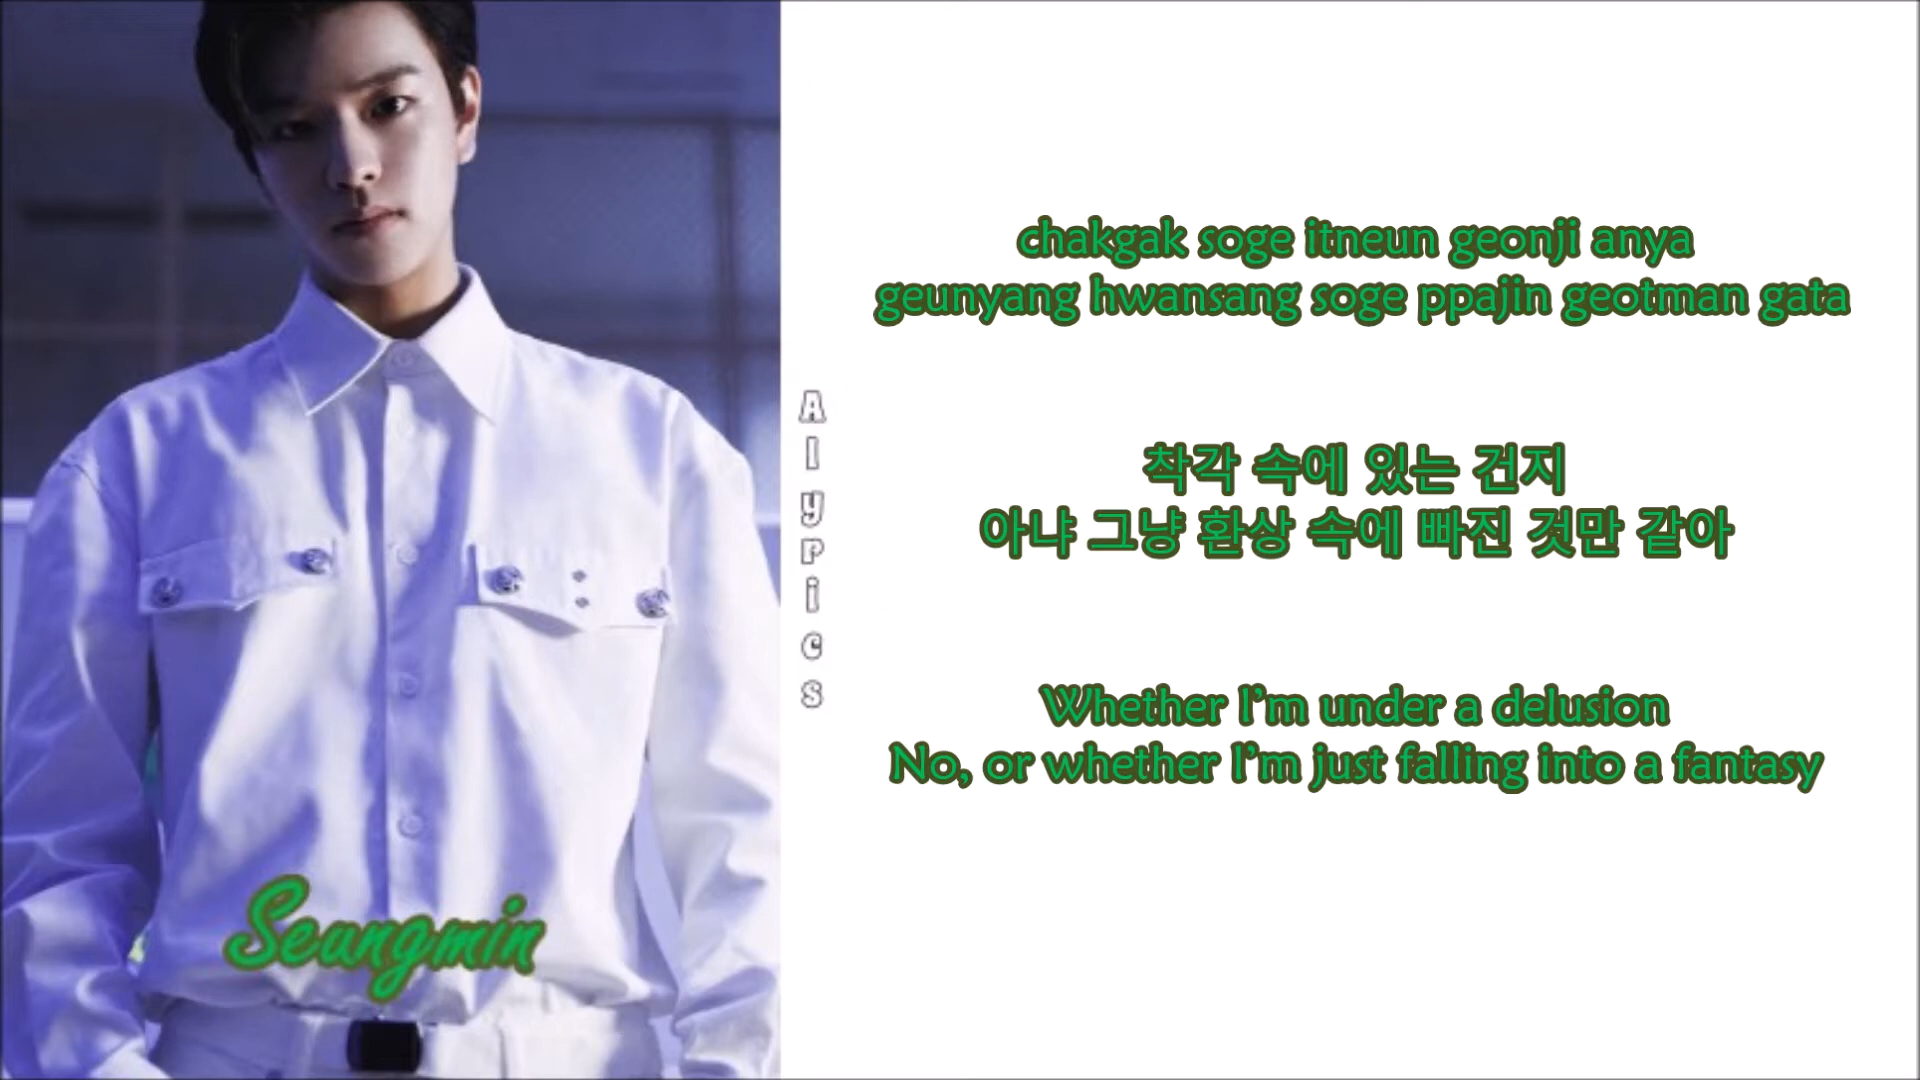 Seungmin
Alyrics
chakgak soge itneun geonji anya
geunyang hwansang soge ppajin geotman gata
착각 속에 있는 건지
아냐 그냥 환상 속에 빠진 것만 같아
Whether I'm under a delusion
No, or whether I'm just falling into a fantasy